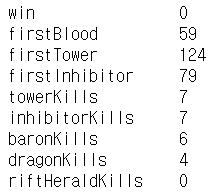 win 0
firstBlood 59
firstTower 124
firstInhibitor 79
towerKills 7
inhibitorKills 7
baronKills 6
dragonKills 4
riftHeraldKills 0